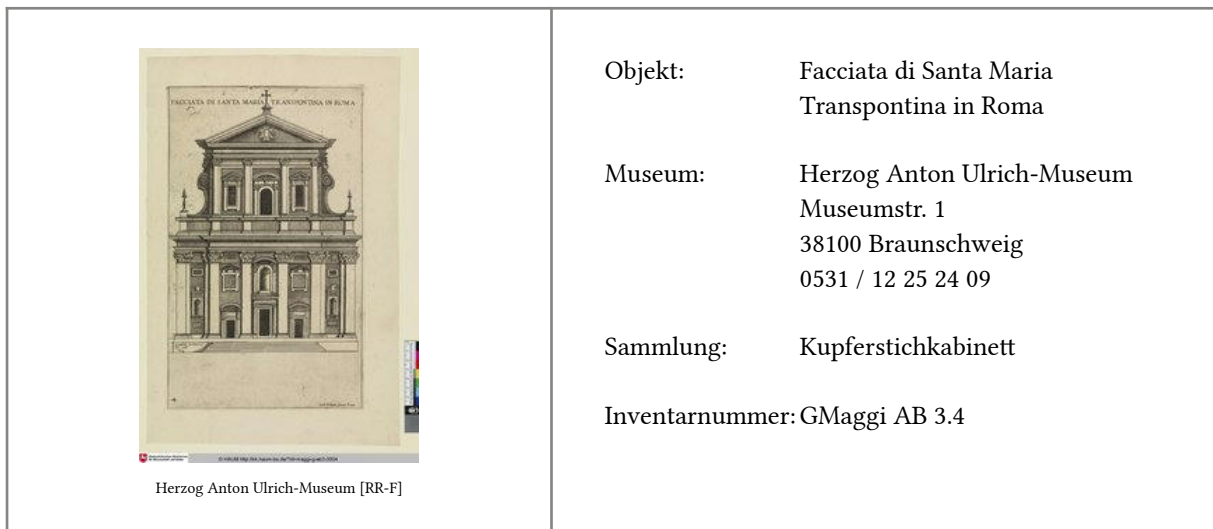 FACCIATA DI SANTA MARIA TRANSPONTINA IN ROMA
Herzog Anton Ulrich-Museum [RR-F]
Objekt: Facciata di Santa Maria
Transpontina in Roma
Museum: Herzog Anton Ulrich-Museum
Museumstr. 1
38100 Braunschweig
0531 / 12 25 24 09
Sammlung: Kupferstichkabinett
Inventarnummer: GMaggi AB 3.4